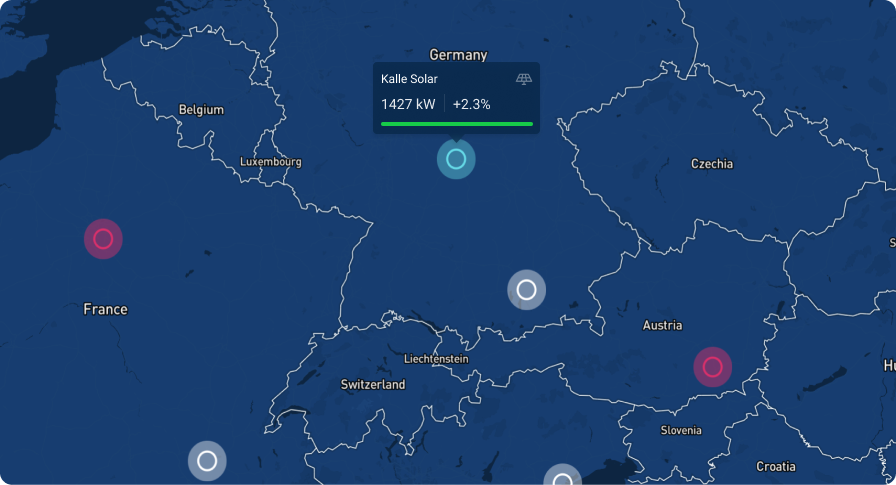 Germany
Kalle Solar
1427 kW
+2.3%
Belgium
Luxembourg
Czechia
France
Austria
Liechtenstein
Switzerland
Slovenia
Croatia
S
Hu